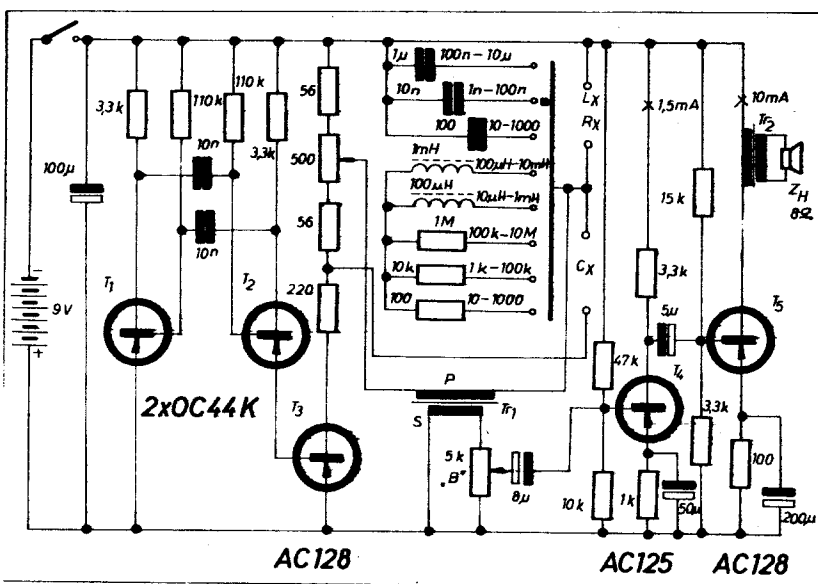 1µ
100n-10µ
10n
1n-100n
100
10-1000
1mH
100µH-10mH
100µH
10µH-1mH
1M
100k-10M
10k
1k-100k
100
10-1000
3,3k
110k
110k
3,3k
10n
10n
100µ
9V
T1
T2
T3
2xOC44K
56
500
56
220
AC128
Lx
Rx
Cx
P
S
Tr1
5k
„B"
8µ
47k
10k
1,5mA
3,3k
5µ
T4
1k
50µ
AC125
15k
3,3k
10mA
Tr2
ZH
8Ω
T5
100
200µ
AC128